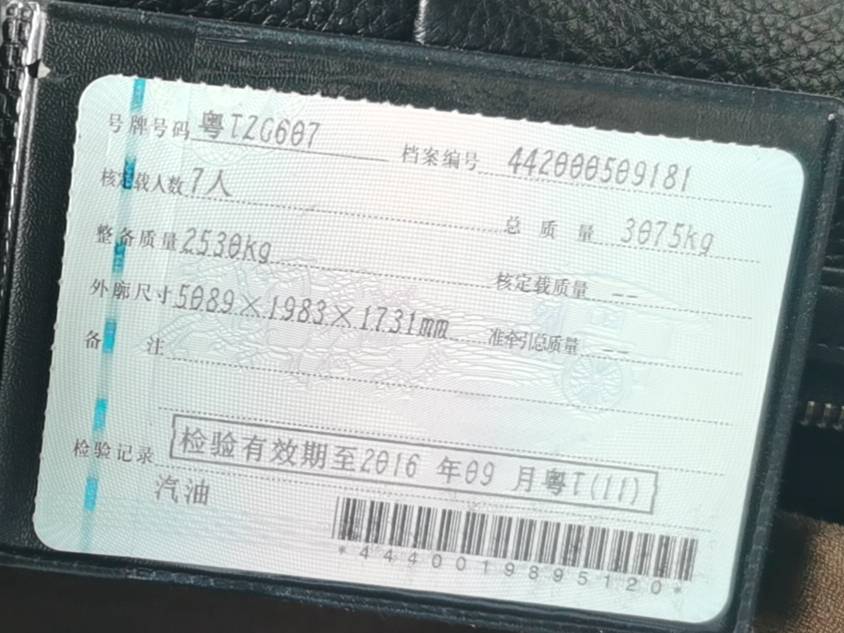 号牌号码 粤TZG607 档案编号 442000509181
核定载人数 7人 总质量 3075kg
整备质量 2530kg 核定载质量 --
外廓尺寸 5089×1983×1731mm 准牵引总质量 --
备注
检验记录 检验有效期至2016年09月粤T(11)
汽油
*4440019895120*